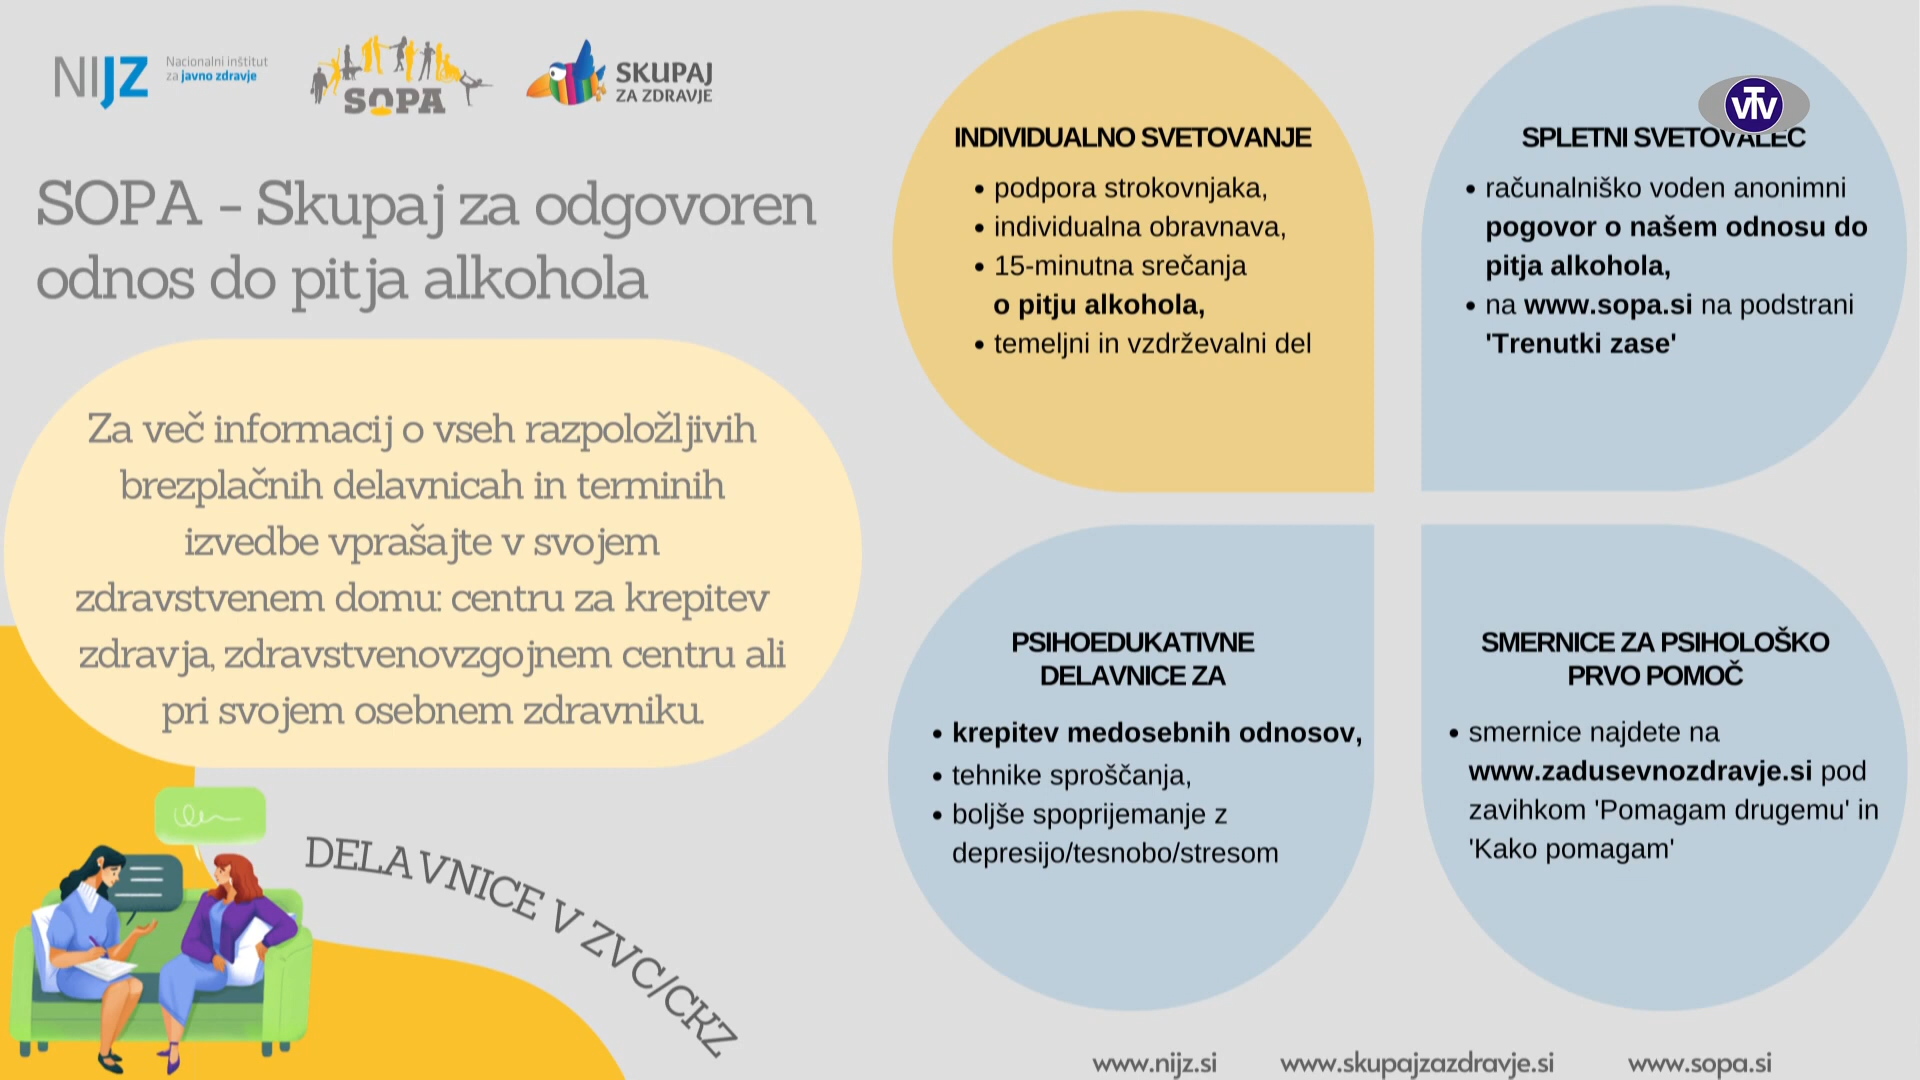 NIJZ
Nacionalni inštitut
za javno zdravje
SOPA
SKUPAJ
ZA ZDRAVJE
SOPA - Skupaj za odgovoren
odnos do pitja alkohola
Za več informacij o vseh razpoložljivih
brezplačnih delavnicah in terminih
izvedbe vprašajte v svojem
zdravstvenem domu: centru za krepitev
zdravja, zdravstvenovzgojnem centru ali
pri svojem osebnem zdravniku.
DELAVNICE V ZVC/CKZ
INDIVIDUALNO SVETOVANJE
• podpora strokovnjaka,
• individualna obravnava,
• 15-minutna srečanja
o pitju alkohola,
• temeljni in vzdrževalni del
VTV
SPLETNI SVETOVALEC
• računalniško voden anonimni
pogovor o našem odnosu do
pitja alkohola,
• na www.sopa.si na podstrani
'Trenutki zase'
PSIHOEDUKATIVNE
DELAVNICE ZA
• krepitev medosebnih odnosov,
• tehnike sproščanja,
• boljše spoprijemanje z
depresijo/tesnobo/stresom
SMERNICE ZA PSIHOLOŠKO
PRVO POMOČ
• smernice najdete na
www.zadusevnozdravje.si pod
zavihkom 'Pomagam drugemu' in
'Kako pomagam'
www.nijz.si
www.skupajzazdravje.si
www.sopa.si